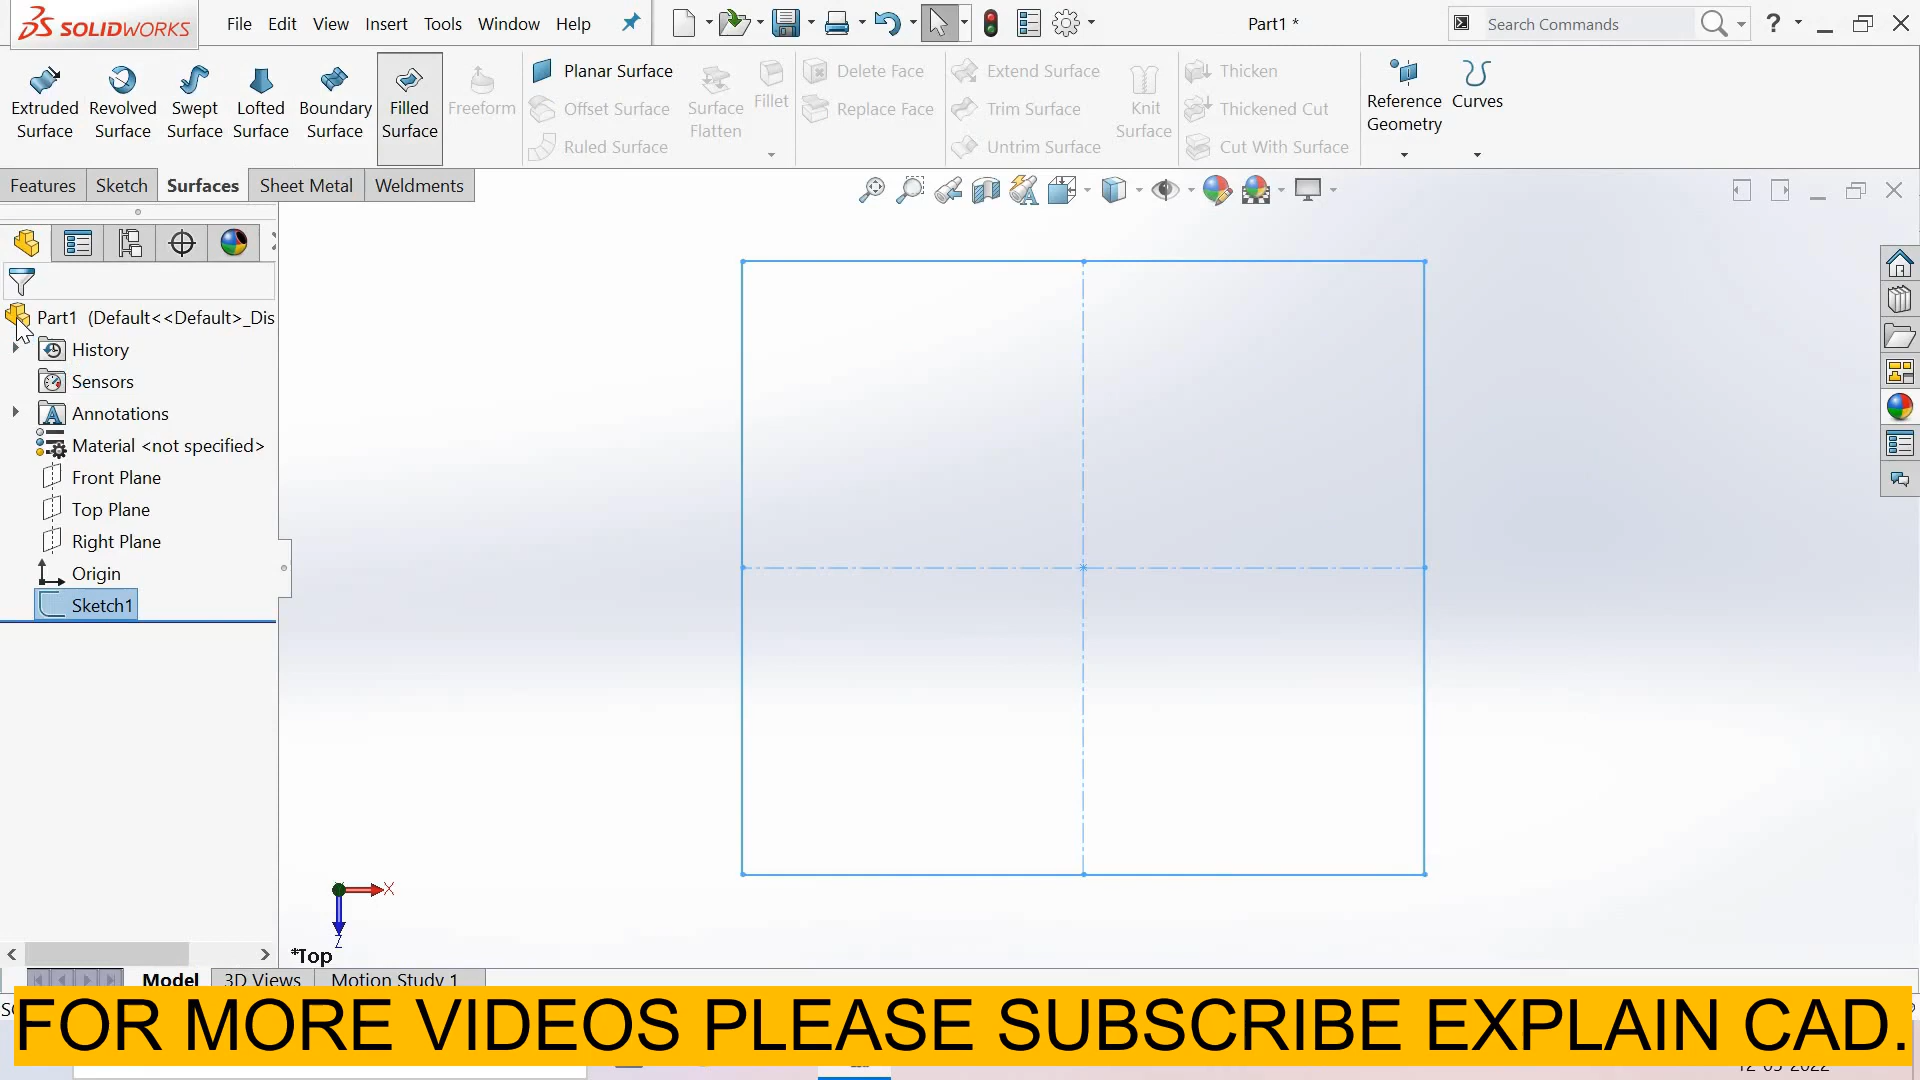 SOLIDWORKS File Edit View Insert Tools Window Help Part1 * Search Commands ?
Extruded Surface
Revolved Surface
Swept Surface
Lofted Surface
Boundary Surface
Filled Surface
Freeform
Planar Surface
Offset Surface
Ruled Surface
Surface Flatten
Fillet
Delete Face
Replace Face
Extend Surface
Trim Surface
Untrim Surface
Knit Surface
Thicken
Thickened Cut
Cut With Surface
Reference Geometry
Curves
Features Sketch Surfaces Sheet Metal Weldments
Part1 (Default<<Default>_Dis
History
Sensors
Annotations
Material <not specified>
Front Plane
Top Plane
Right Plane
Origin
Sketch1
X
Z
*Top
Model 3D Views Motion Study 1
FOR MORE VIDEOS PLEASE SUBSCRIBE EXPLAIN CAD.